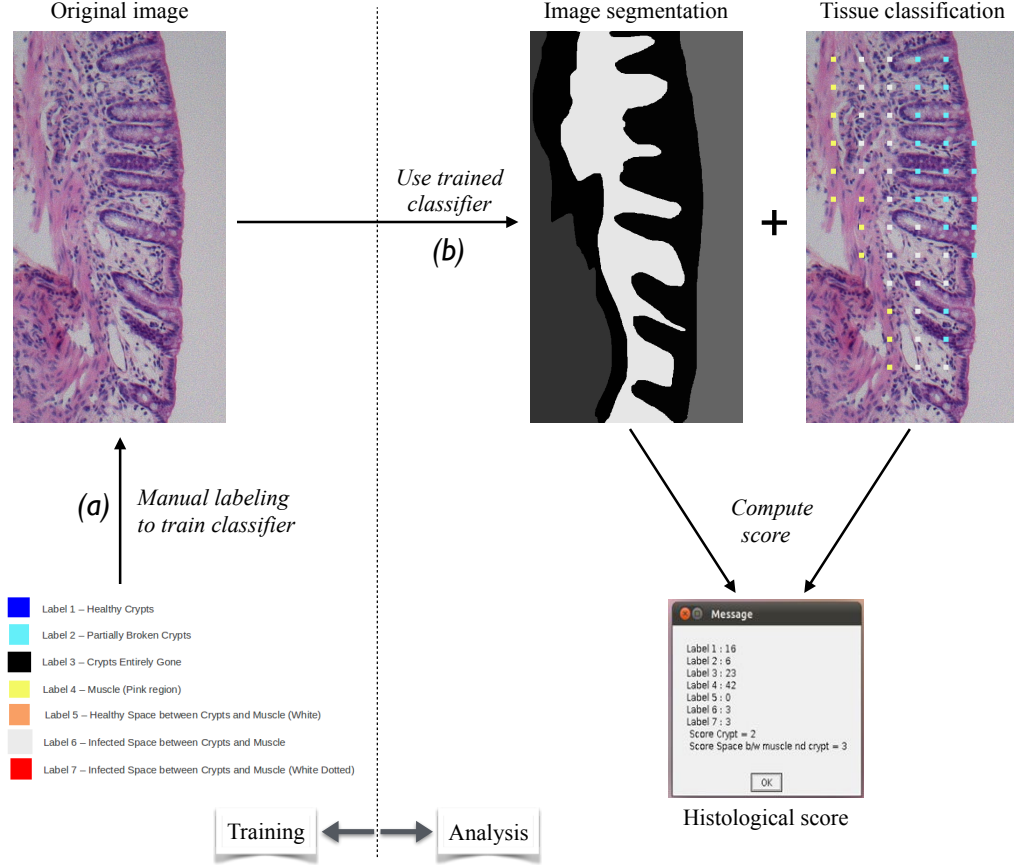 Original image
Image segmentation
Tissue classification
Use trained
classifier
(b)
+
(a)
Manual labeling
to train classifier
Compute
score
Label 1 – Healthy Crypts
Label 2 – Partially Broken Crypts
Label 3 – Crypts Entirely Gone
Label 4 – Muscle (Pink region)
Label 5 – Healthy Space between Crypts and Muscle (White)
Label 6 – Infected Space between Crypts and Muscle
Label 7 – Infected Space between Crypts and Muscle (White Dotted)
Message
Label 1 : 16
Label 2 : 6
Label 3 : 23
Label 4 : 42
Label 5 : 0
Label 6 : 3
Label 7 : 3
Score Crypt = 2
Score Space b/w muscle nd crypt = 3
OK
Histological score
Training
Analysis